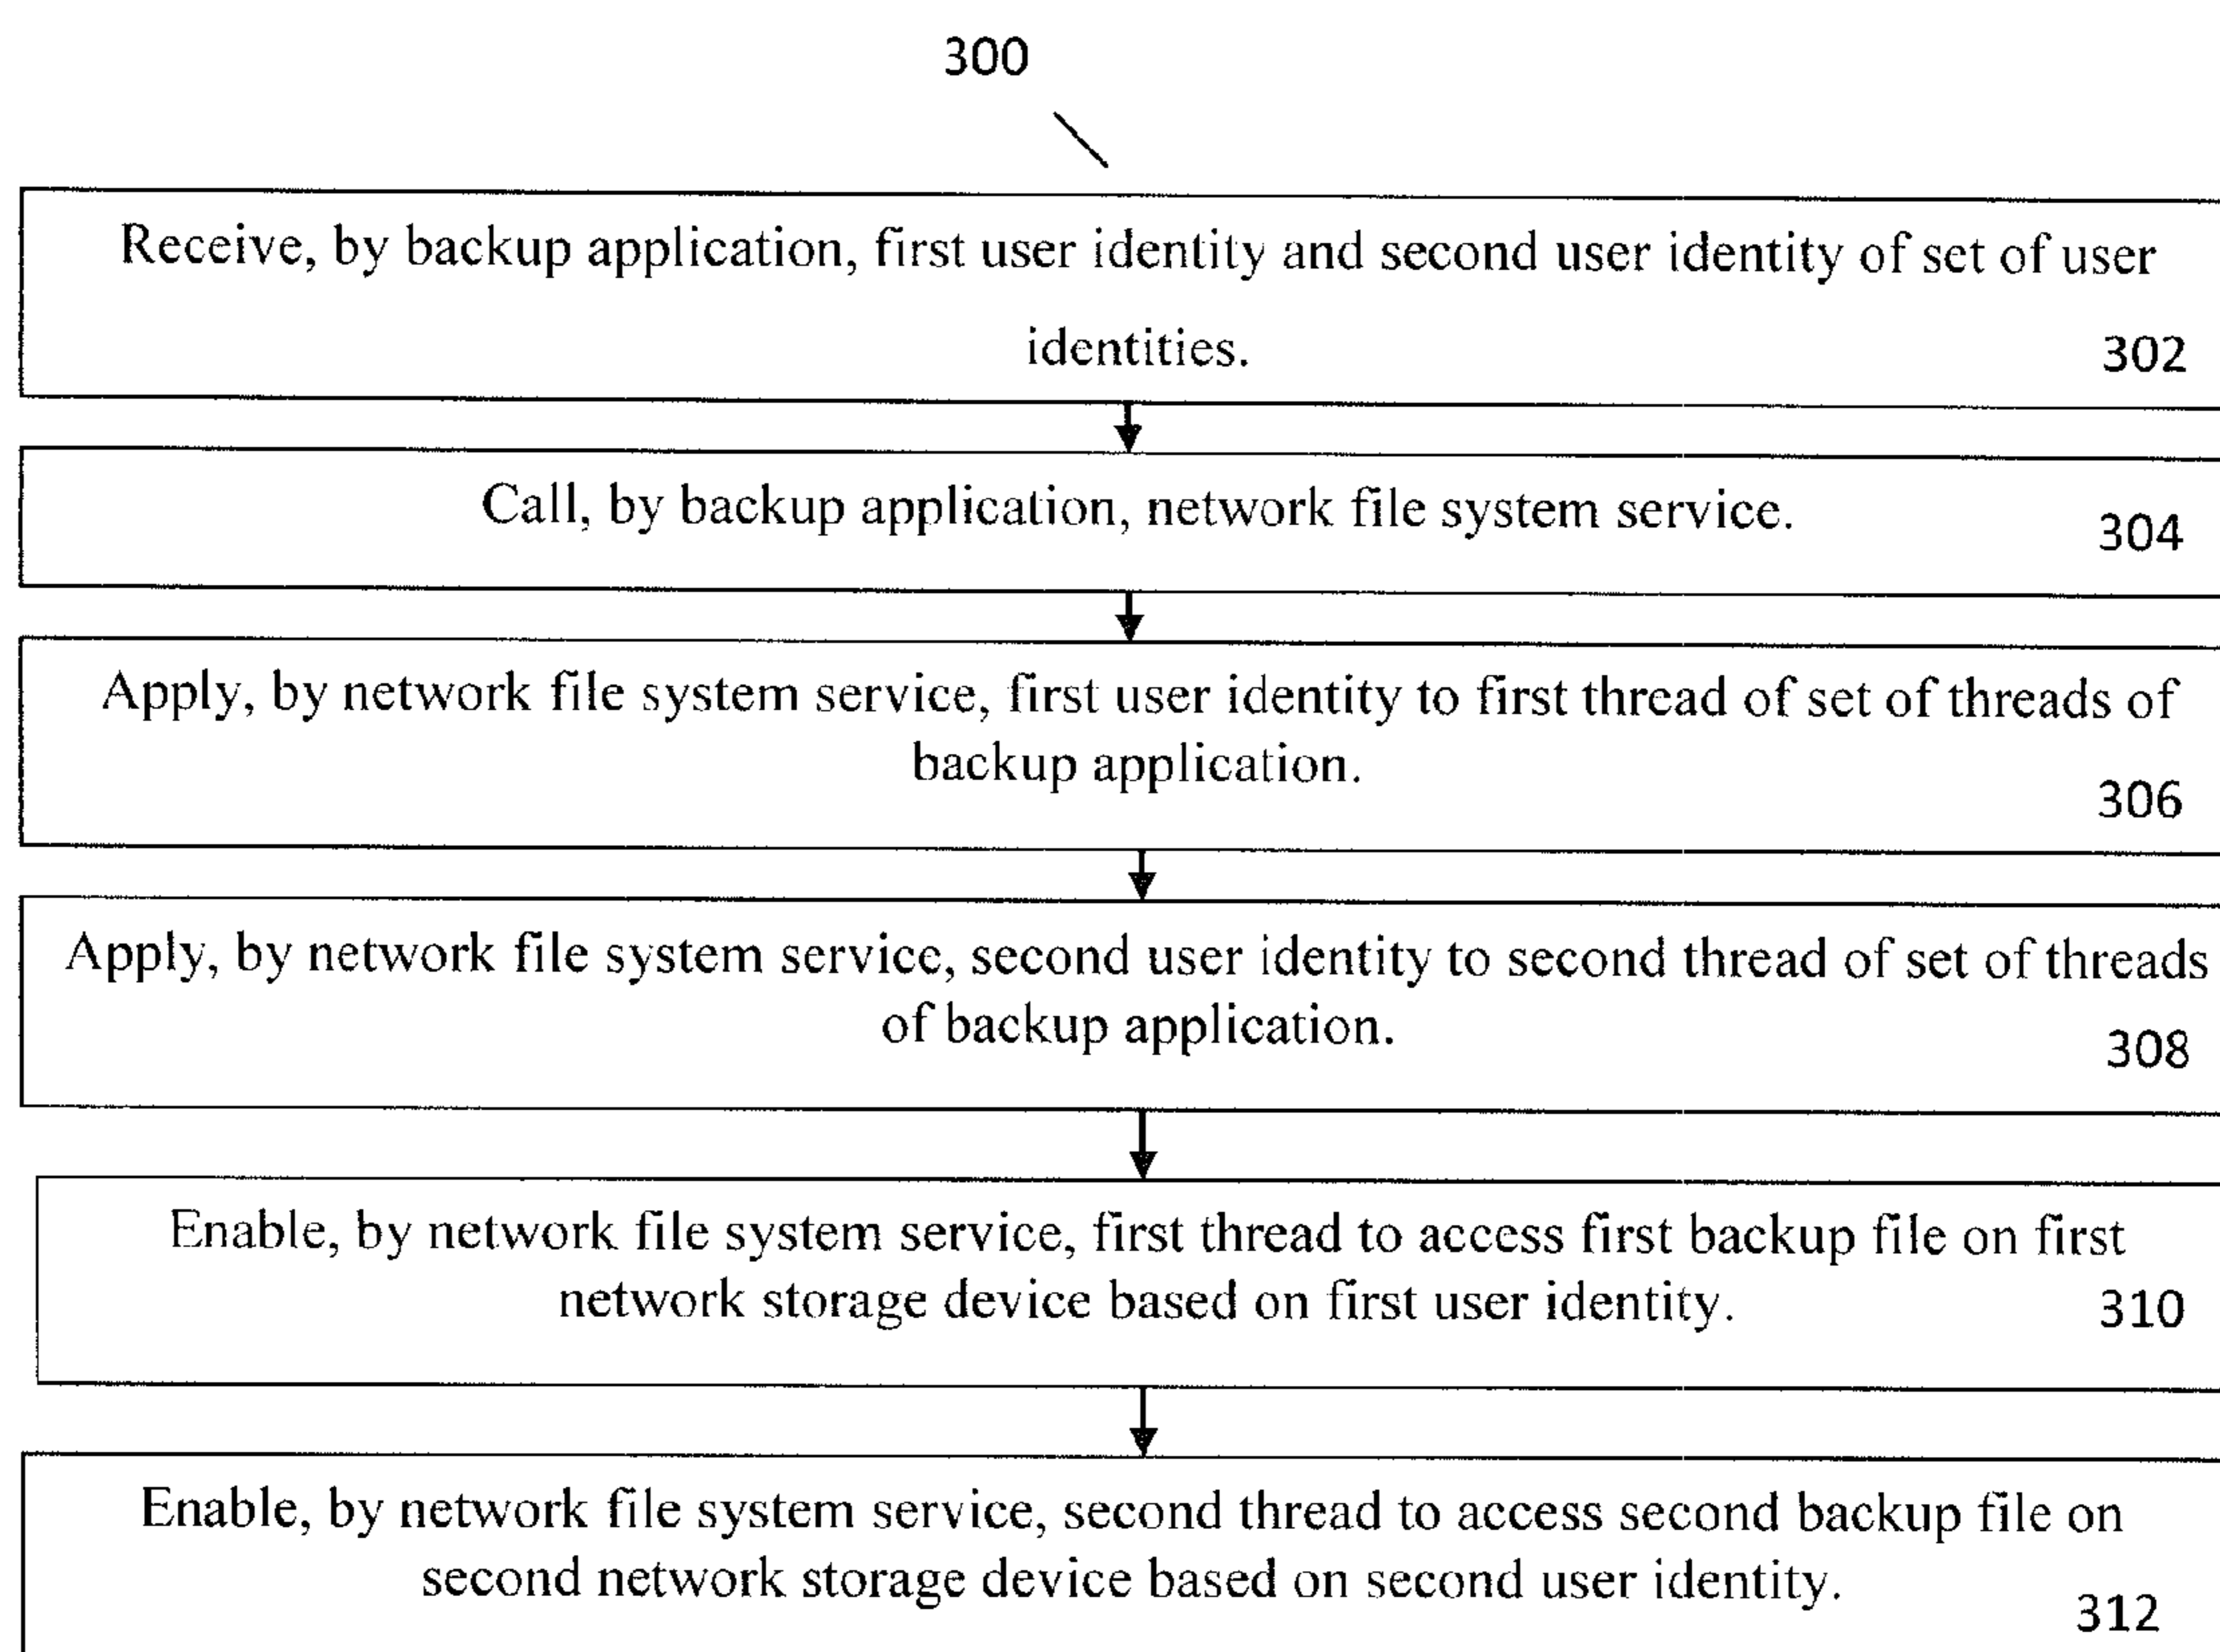 300
Receive, by backup application, first user identity and second user identity of set of user
identities.
302
Call, by backup application, network file system service.
304
Apply, by network file system service, first user identity to first thread of set of threads of
backup application.
306
Apply, by network file system service, second user identity to second thread of set of threads
of backup application.
308
Enable, by network file system service, first thread to access first backup file on first
network storage device based on first user identity.
310
Enable, by network file system service, second thread to access second backup file on
second network storage device based on second user identity.
312